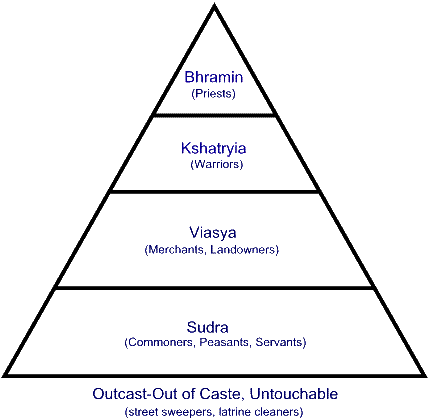 Bhramin
(Priests)
Kshatryia
(Warriors)
Viasya
(Merchants, Landowners)
Sudra
(Commoners, Peasants, Servants)
Outcast-Out of Caste, Untouchable
(street sweepers, latrine cleaners)